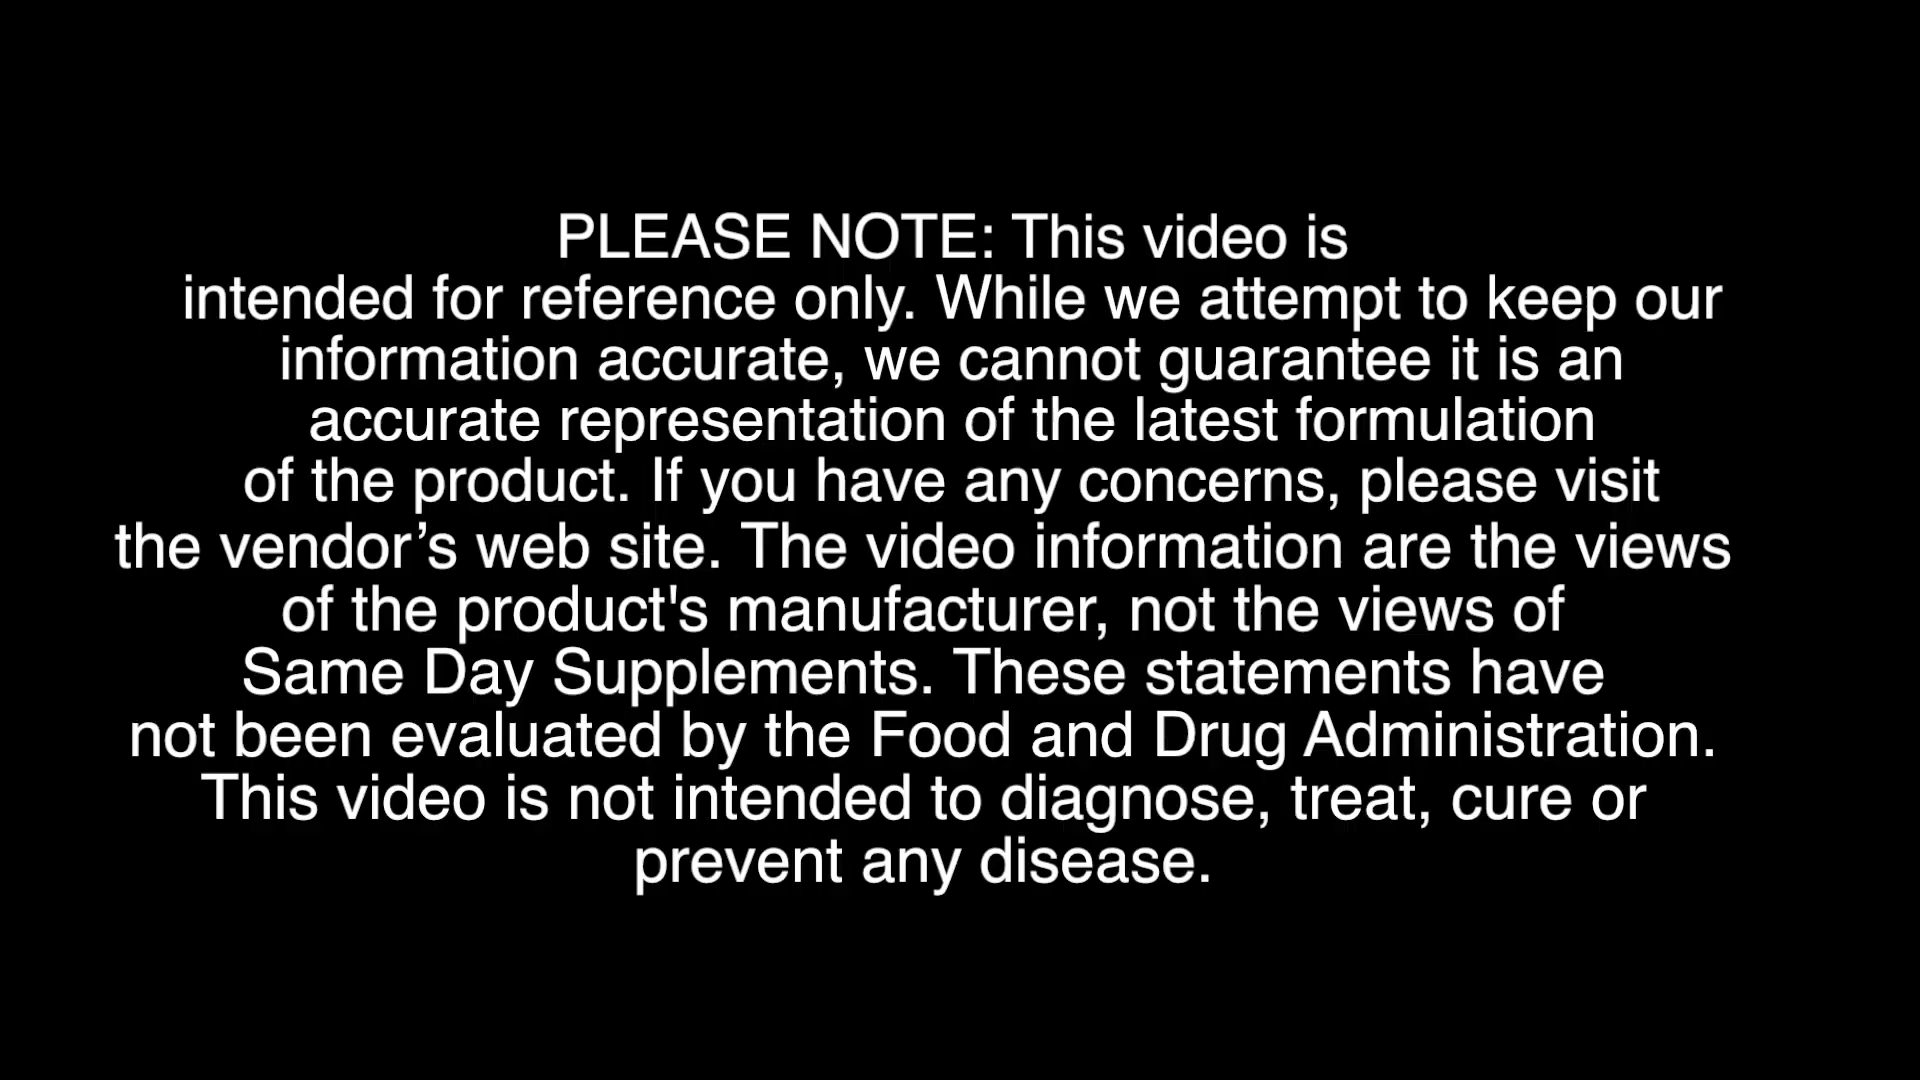 PLEASE NOTE: This video is
intended for reference only. While we attempt to keep our
information accurate, we cannot guarantee it is an
accurate representation of the latest formulation
of the product. If you have any concerns, please visit
the vendor’s web site. The video information are the views
of the product's manufacturer, not the views of
Same Day Supplements. These statements have
not been evaluated by the Food and Drug Administration.
This video is not intended to diagnose, treat, cure or
prevent any disease.